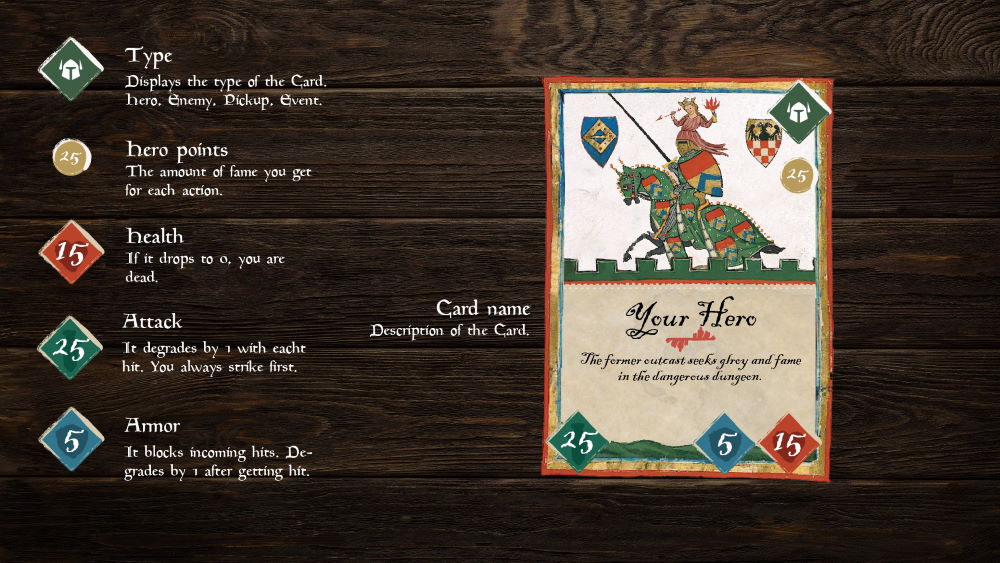 Type
Displays the type of the Card.
Hero, Enemy, Pickup, Event.
25
Hero points
The amount of fame you get
for each action.
15
Health
If it drops to 0, you are
dead.
25
Attack
It degrades by 1 with eacht
hit. You always strike first.
5
Armor
It blocks incoming hits. De-
grades by 1 after getting hit.
Card name
Description of the Card.
25
Your Hero
The former outcast seeks glroy and fame
in the dangerous dungeon.
25
5
15